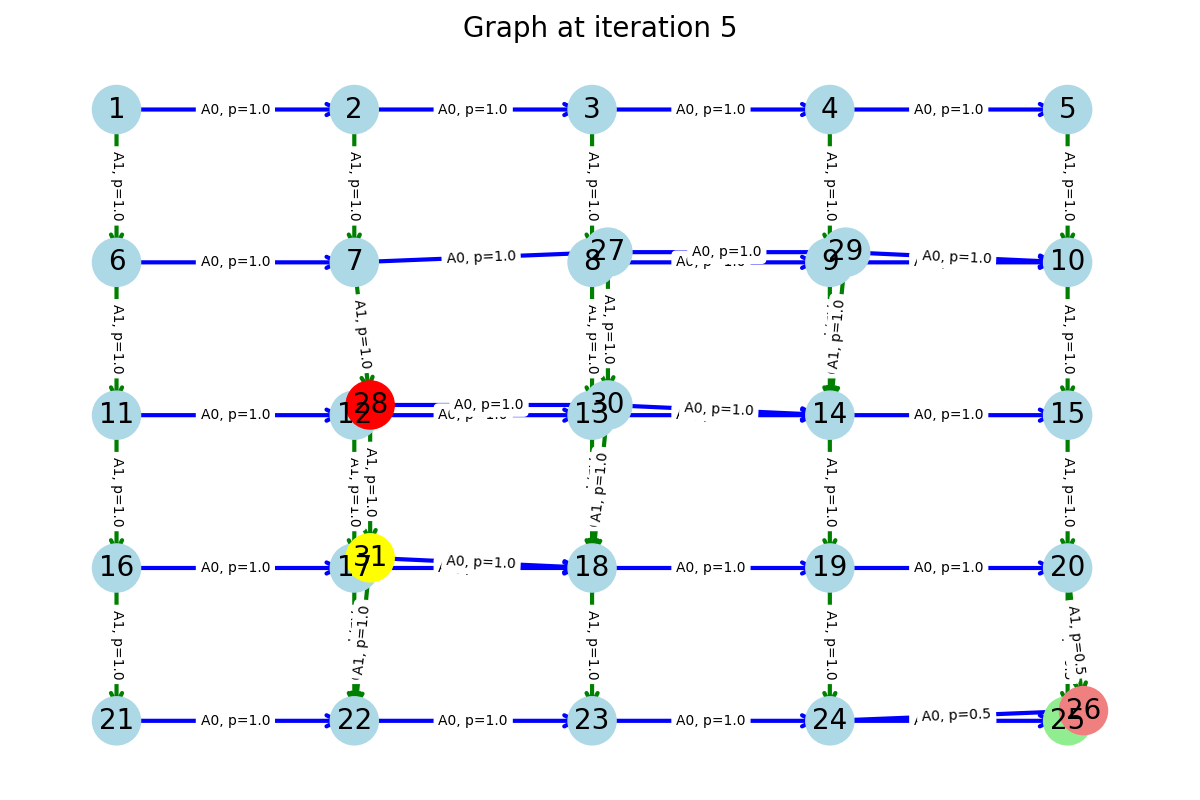 Graph at iteration 5
1 A0, p=1.0 2 A0, p=1.0 3 A0, p=1.0 4 A0, p=1.0 5
A1, p=1.0 A1, p=1.0 A1, p=1.0 A1, p=1.0 A1, p=1.0
6 A0, p=1.0 7 A0, p=1.0 8 27 A0, p=1.0 9 29 A0, p=1.0 10
A1, p=1.0 A1, p=1.0 A1, p=1.0 A1, p=1.0 A1, p=1.0 A1, p=1.0
11 A0, p=1.0 12 28 A0, p=1.0 A0, p=1.0 13 30 A0, p=1.0 14 A0, p=1.0 15
A1, p=1.0 A1, p=1.0 A1, p=1.0 A1, p=1.0 A1, p=1.0 A1, p=1.0
16 A0, p=1.0 17 31 A0, p=1.0 18 A0, p=1.0 19 A0, p=1.0 20
A1, p=1.0 A1, p=1.0 A1, p=1.0 A1, p=1.0 A1, p=0.5
21 A0, p=1.0 22 A0, p=1.0 23 A0, p=1.0 24 A0, p=0.5 25 26